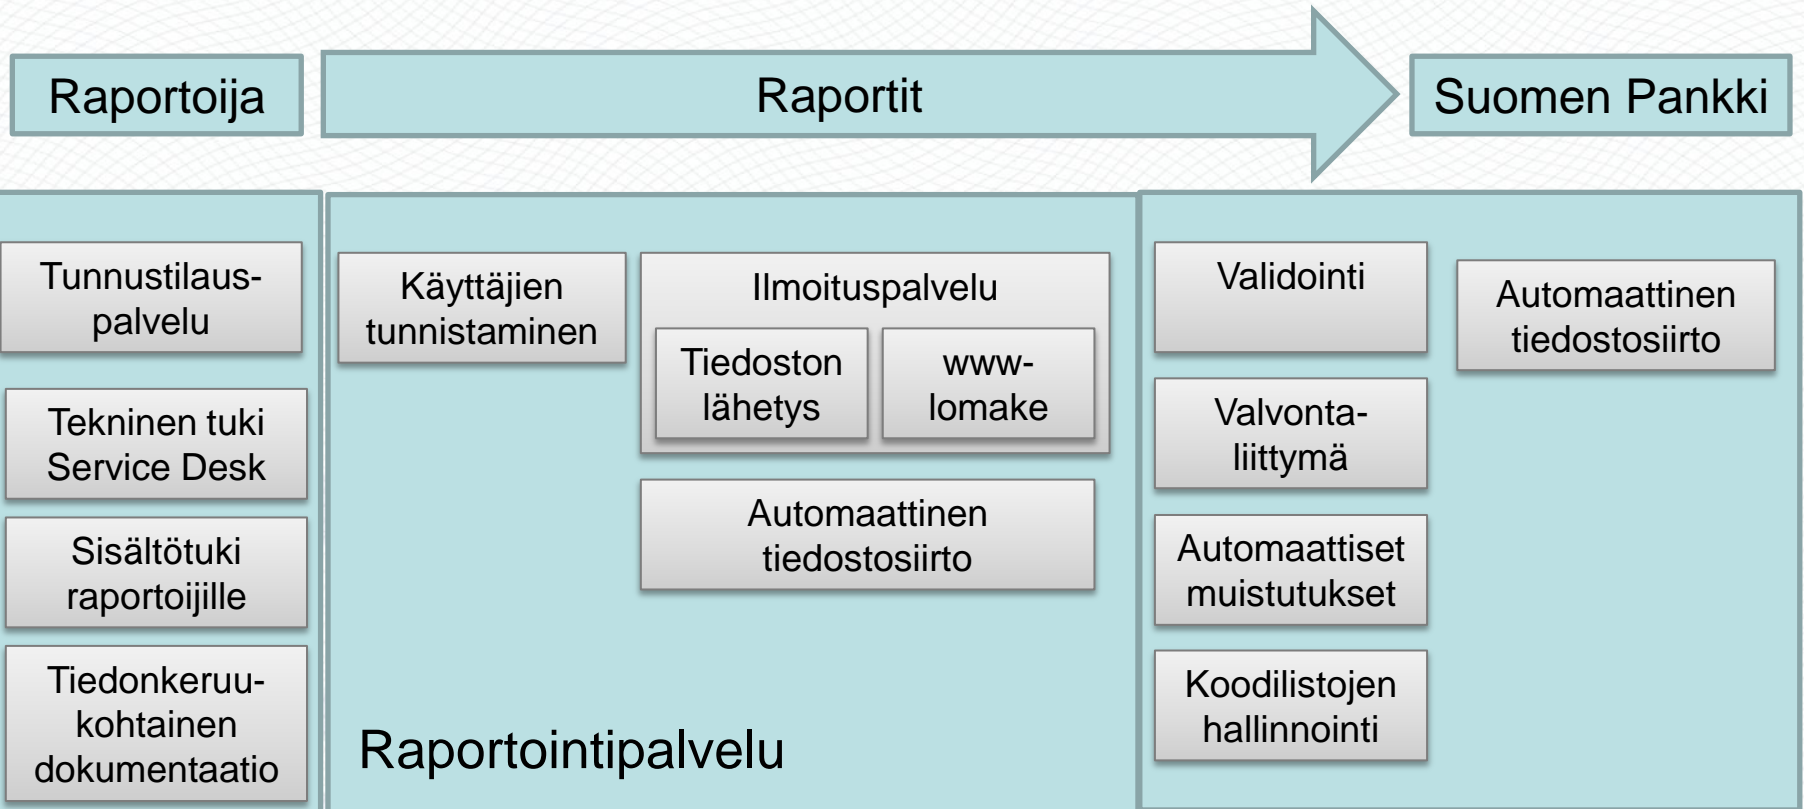 Raportoija
Raportit
Suomen Pankki
Tunnustilaus-
palvelu
Tekninen tuki
Service Desk
Sisältötuki
raportoijille
Tiedonkeruu-
kohtainen
dokumentaatio
Käyttäjien
tunnistaminen
Ilmoituspalvelu
Tiedoston
lähetys
www-
lomake
Automaattinen
tiedostosiirto
Raportointipalvelu
Validointi
Valvonta-
liittymä
Automaattiset
muistutukset
Koodilistojen
hallinnointi
Automaattinen
tiedostosiirto